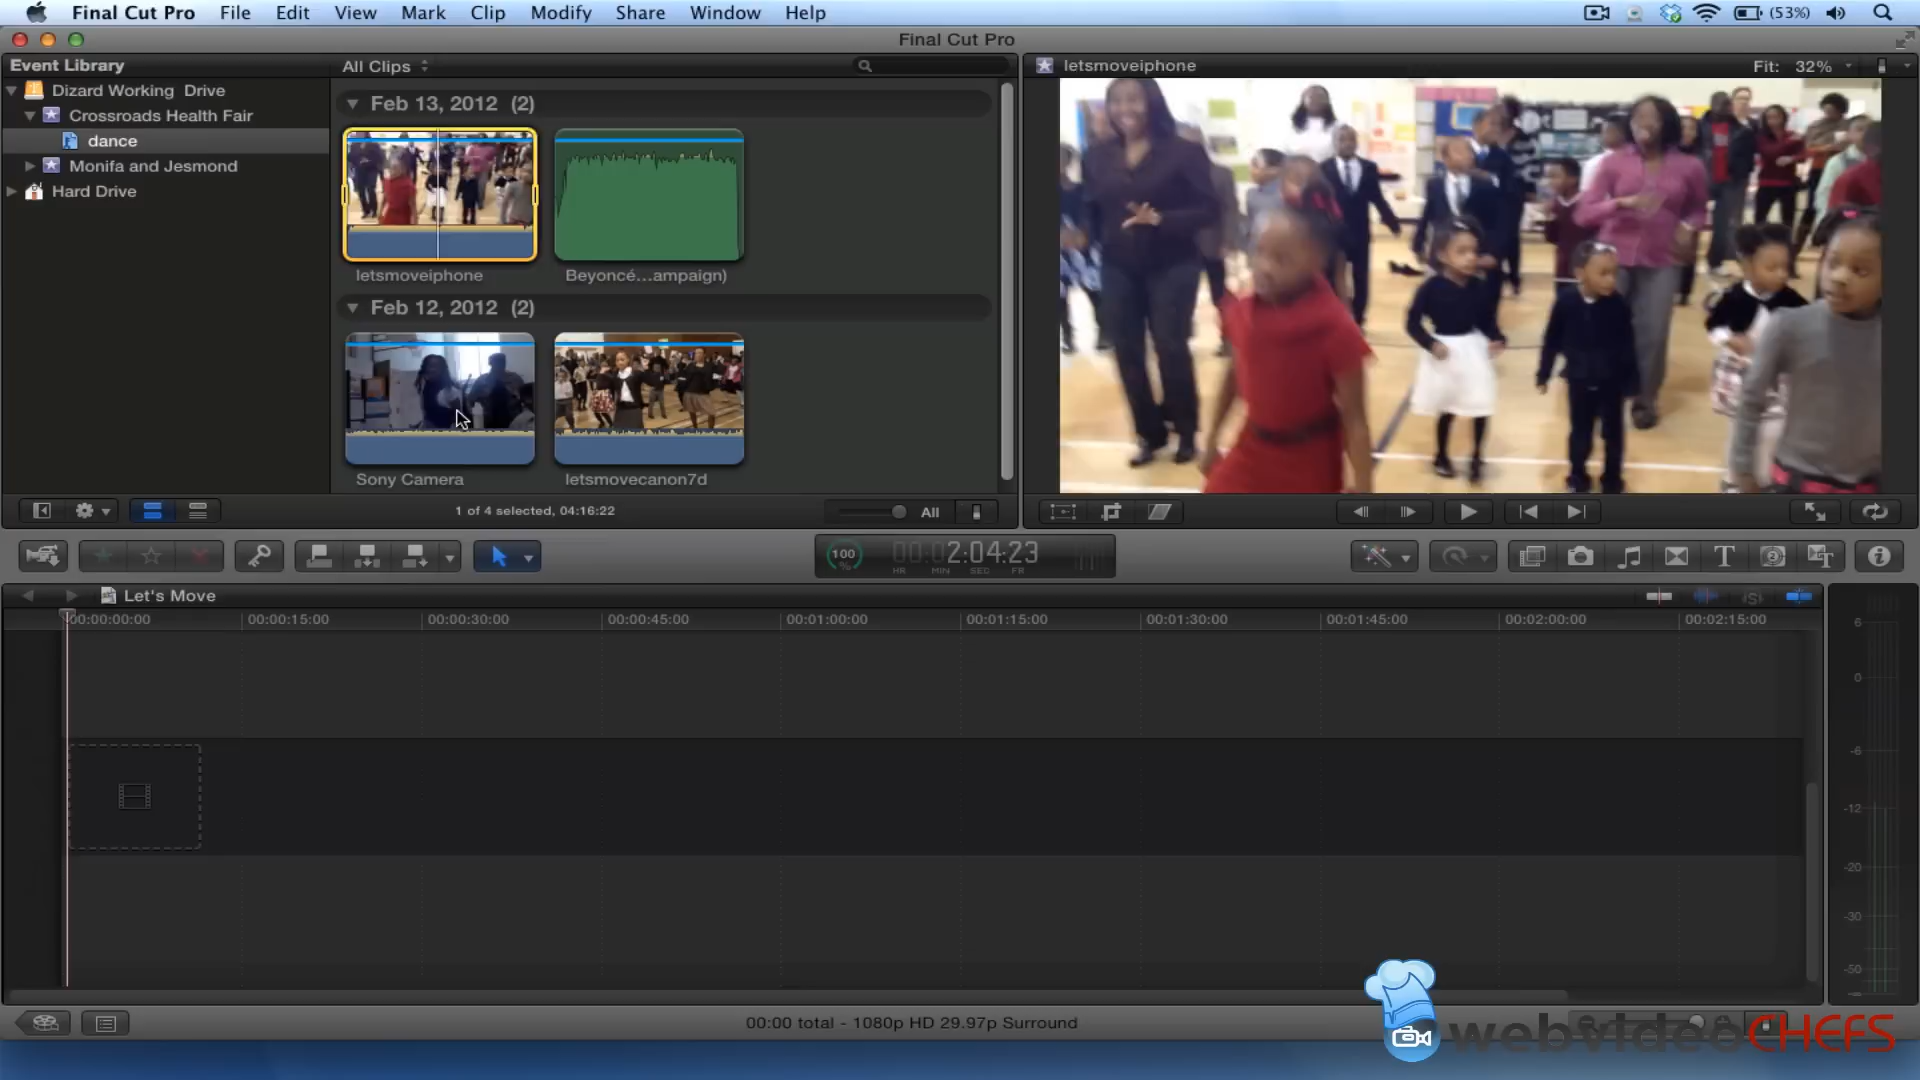 Final Cut Pro File Edit View Mark Clip Modify Share Window Help (53%)
Final Cut Pro
Event Library
All Clips
letsmoveiphone
Fit: 32%
Dizard Working Drive
Crossroads Health Fair
dance
Monifa and Jesmond
Hard Drive
Feb 13, 2012 (2)
letsmoveiphone
Beyoncé...ampaign)
Feb 12, 2012 (2)
Sony Camera
letsmovecanon7d
1 of 4 selected, 04:16:22
All
100
%
00:02:04:23
HR MIN SEC FR
Let's Move
00:00:00:00 00:00:15:00 00:00:30:00 00:00:45:00 00:01:00:00 00:01:15:00 00:01:30:00 00:01:45:00 00:02:00:00 00:02:15:00
6
0
-6
-12
-20
-30
-50
00:00 total - 1080p HD 29.97p Surround
webvideoCHEFS